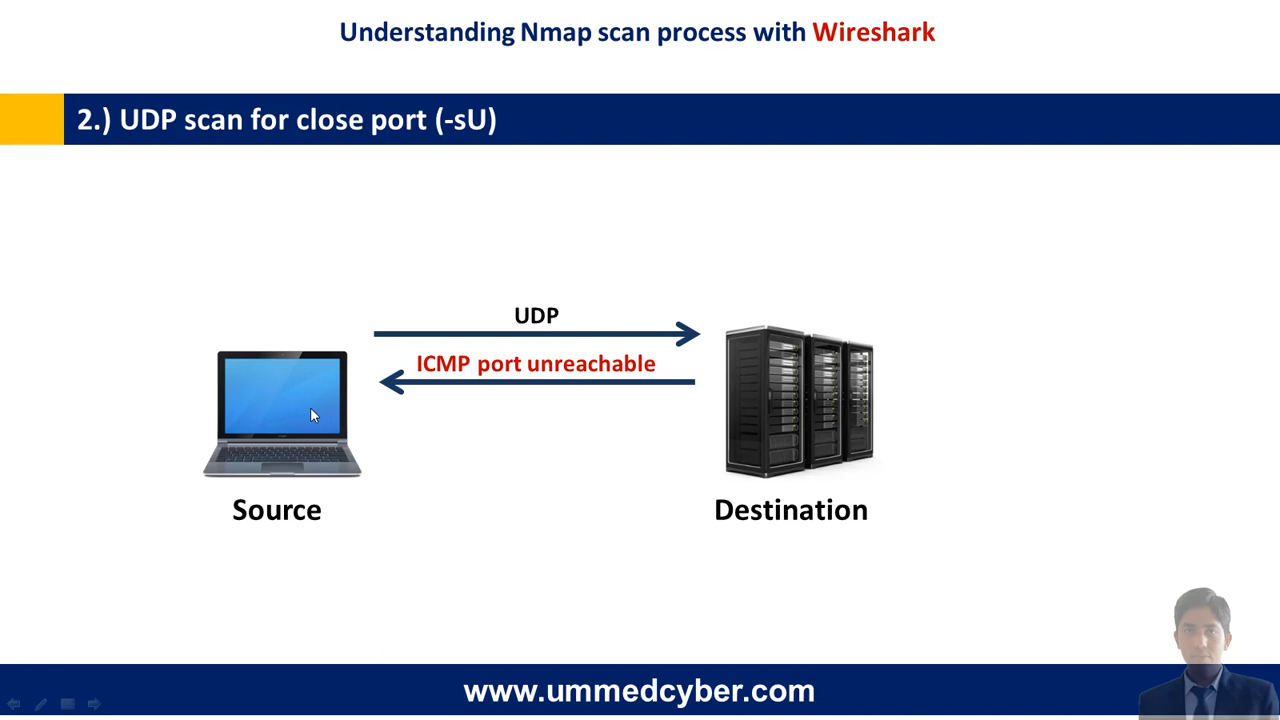 Understanding Nmap scan process with Wireshark
2.) UDP scan for close port (-sU)
UDP
ICMP port unreachable
Source
Destination
www.ummedcyber.com